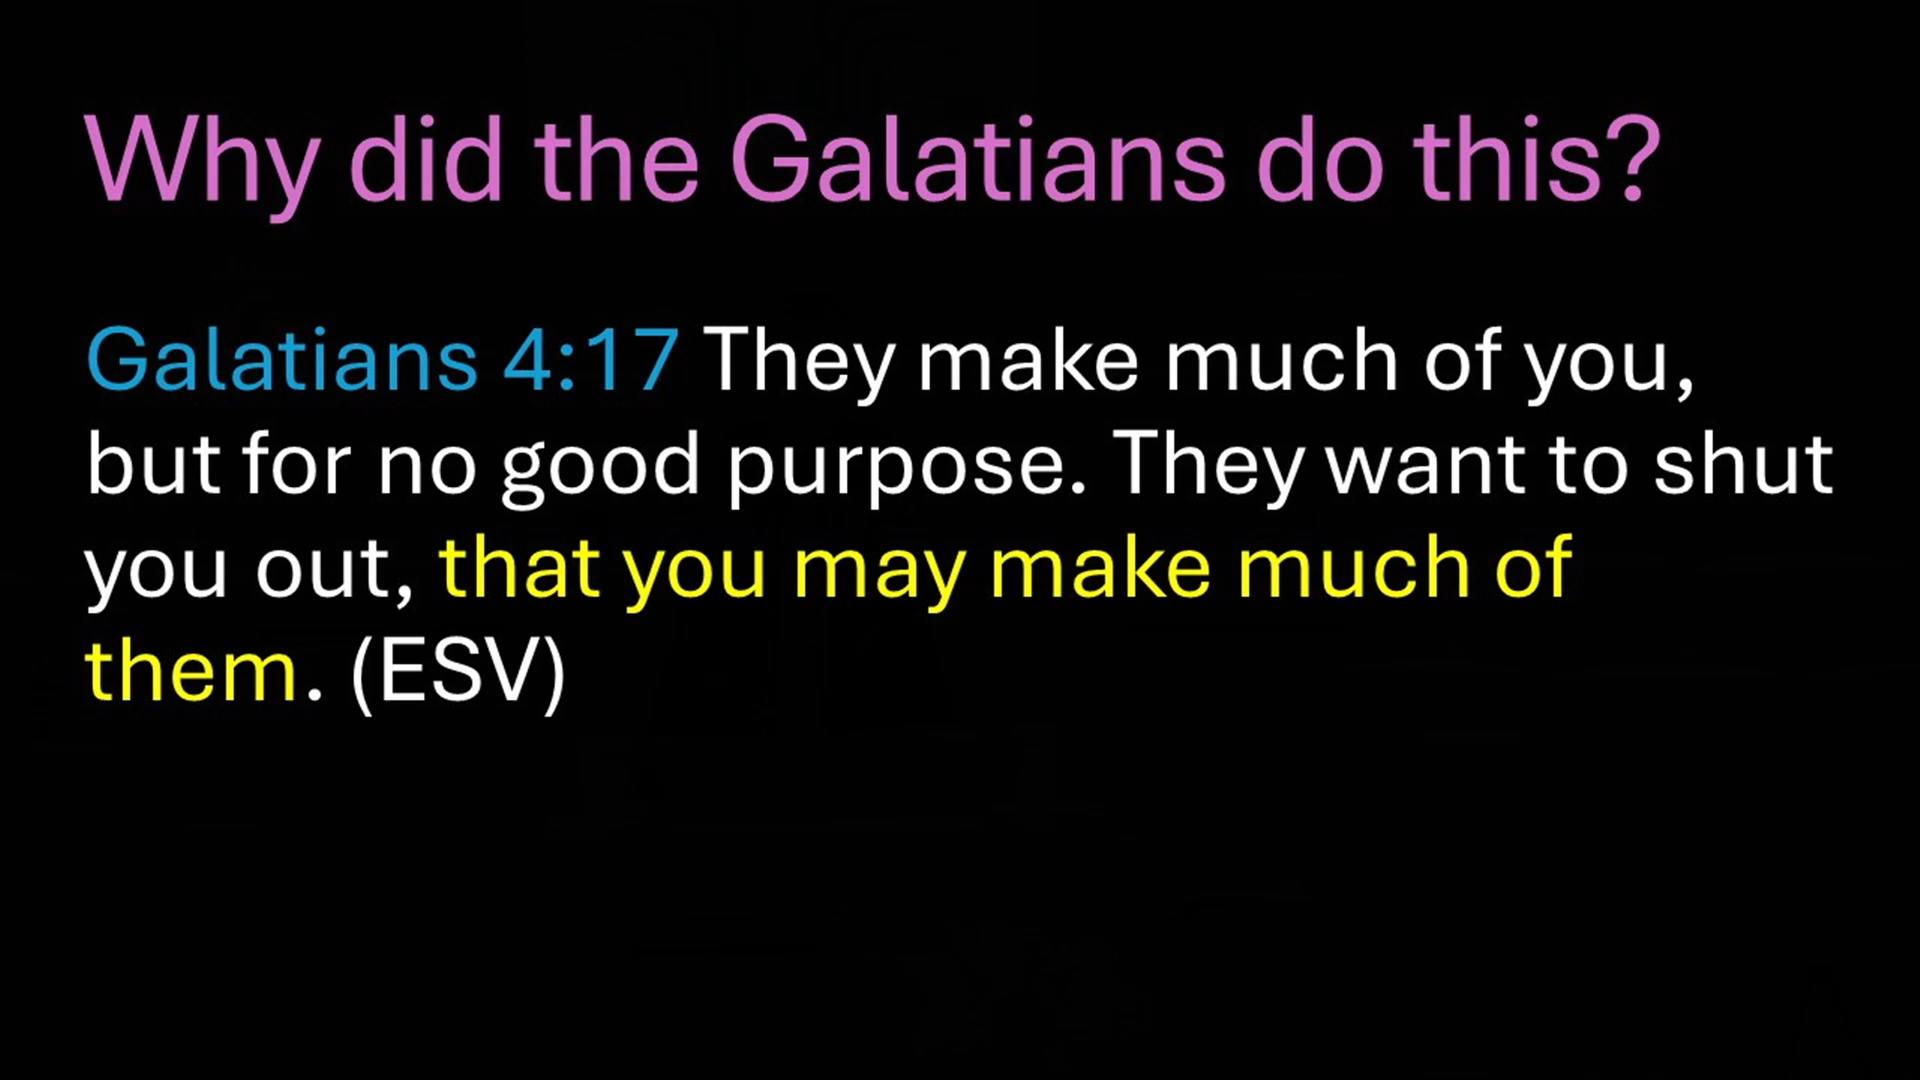 Why did the Galatians do this?
Galatians 4:17 They make much of you,
but for no good purpose. They want to shut
you out, that you may make much of
them. (ESV)